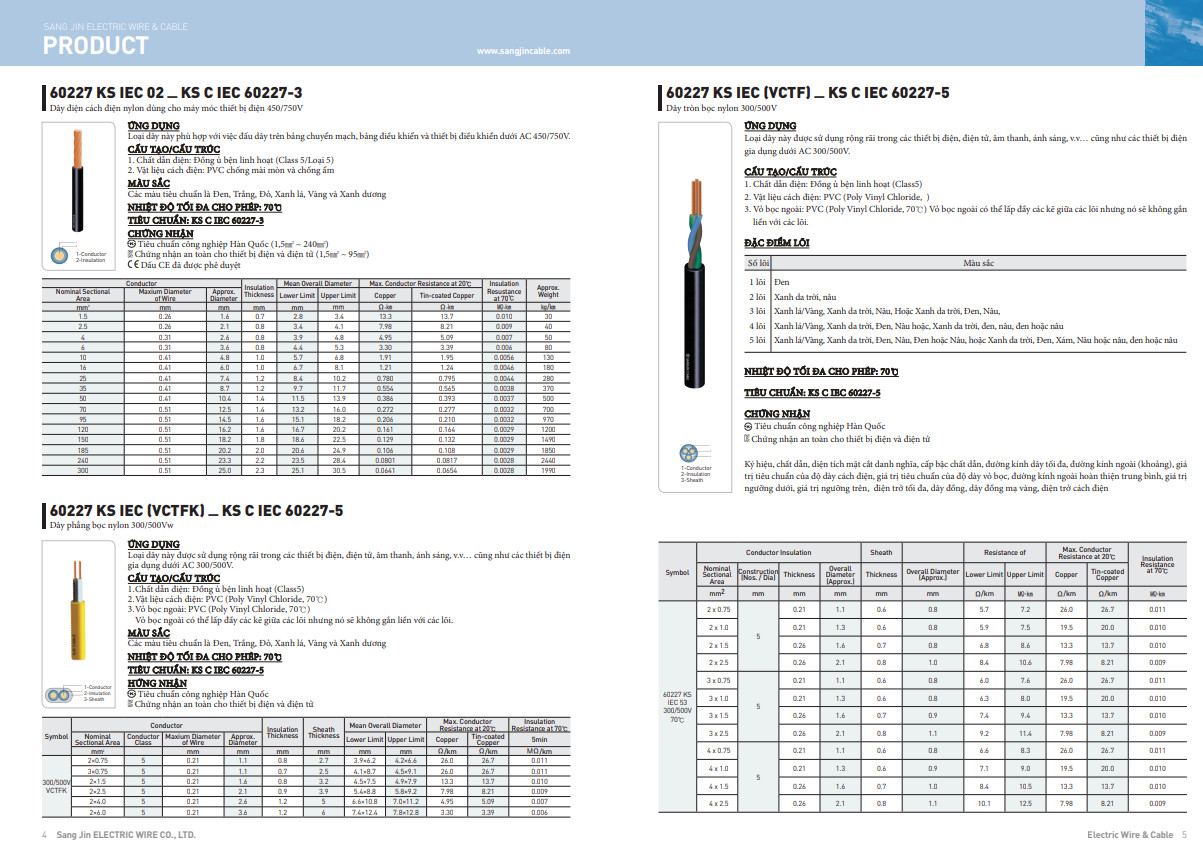 SANG JIN ELECTRIC WIRE & CABLE
PRODUCT
www.sangjincable.com
60227 KS IEC 02 _ KS C IEC 60227-3
Dây điện cách điện nylon dùng cho máy móc thiết bị điện 450/750V
ỨNG DỤNG
Loại dây này phù hợp với việc đấu dây trên bảng chuyển mạch, bảng điều khiển và thiết bị điều khiển dưới AC 450/750V.
CẤU TẠO/CẤU TRÚC
1. Chất dẫn điện: Đồng ủ bện linh hoạt (Class 5/Loại 5)
2. Vật liệu cách điện: PVC chống mài mòn và chống ẩm
MÀU SẮC
Các màu tiêu chuẩn là Đen, Trắng, Đỏ, Xanh lá, Vàng và Xanh dương
NHIỆT ĐỘ TỐI ĐA CHO PHÉP: 70℃
TIÊU CHUẨN: KS C IEC 60227-3
CHỨNG NHẬN
Tiêu chuẩn công nghiệp Hàn Quốc (1,5㎟ ~ 240㎟)
Chứng nhận an toàn cho thiết bị điện và điện tử (1,5㎟ ~ 95㎟)
CE Dấu CE đã được phê duyệt
1-Conductor
2-Insulation
Conductor Insulation Thickness Mean Overall Diameter Max. Conductor Resistance at 20℃ Insulation Resustance at 70℃ Approx. Weight
Nominal Sectional Area Maxium Diameter of Wire Approx. Diameter Lower Limit Upper Limit Copper Tin-coated Copper
mm² mm mm mm mm mm Ω·㎞ Ω·㎞ ㏁·㎞ kg/㎞
1.5 0.26 1.6 0.7 2.8 3.4 13.3 13.7 0.010 30
2.5 0.26 2.1 0.8 3.4 4.1 7.98 8.21 0.009 40
4 0.31 2.6 0.8 3.9 4.8 4.95 5.09 0.007 50
6 0.31 3.6 0.8 4.4 5.3 3.30 3.39 0.006 80
10 0.41 4.8 1.0 5.7 6.8 1.91 1.95 0.0056 130
16 0.41 6.0 1.0 6.7 8.1 1.21 1.24 0.0046 180
25 0.41 7.4 1.2 8.4 10.2 0.780 0.795 0.0044 280
35 0.41 8.7 1.2 9.7 11.7 0.554 0.565 0.0038 370
50 0.41 10.4 1.4 11.5 13.9 0.386 0.393 0.0037 500
70 0.51 12.5 1.4 13.2 16.0 0.272 0.277 0.0032 700
95 0.51 14.5 1.6 15.1 18.2 0.206 0.210 0.0032 970
120 0.51 16.2 1.6 16.7 20.2 0.161 0.164 0.0029 1200
150 0.51 18.2 1.8 18.6 22.5 0.129 0.132 0.0029 1490
185 0.51 20.2 2.0 20.6 24.9 0.106 0.108 0.0029 1850
240 0.51 23.3 2.2 23.5 28.4 0.0801 0.0817 0.0028 2440
300 0.51 25.0 2.3 25.1 30.5 0.0641 0.0654 0.0028 1990
60227 KS IEC (VCTFK) _ KS C IEC 60227-5
Dây phẳng bọc nylon 300/500Vw
ỨNG DỤNG
Loại dây này được sử dụng rộng rãi trong các thiết bị điện, điện tử, âm thanh, ánh sáng, v.v… cũng như các thiết bị điện
gia dụng dưới AC 300/500V.
CẤU TẠO/CẤU TRÚC
1.Chất dẫn điện: Đồng ủ bện linh hoạt (Class5)
2.Vật liệu cách điện: PVC (Poly Vinyl Chloride, 70℃)
3.Vỏ bọc ngoài: PVC (Poly Vinyl Chloride, 70℃)
Vỏ bọc ngoài có thể lấp đầy các kẽ giữa các lõi nhưng nó sẽ không gắn liền với các lõi.
MÀU SẮC
Các màu tiêu chuẩn là Đen, Trắng, Đỏ, Xanh lá, Vàng và Xanh dương
NHIỆT ĐỘ TỐI ĐA CHO PHÉP: 70℃
TIÊU CHUẨN: KS C IEC 60227-5
HỨNG NHẬN
Tiêu chuẩn công nghiệp Hàn Quốc
Chứng nhận an toàn cho thiết bị điện và điện tử
1-Conductor
2-Insulation
3-Sheath
Symbol Conductor Insulation Thickness Sheath Thickness Mean Overall Diameter Max. Conductor Resistance at 20℃ Insulation Resistance at 70℃
Nominal Sectional Area Conductor Class Maxium Diameter of Wire Approx. Diameter Lower Limit Upper Limit Copper Tin-coated Copper 5min
mm² mm mm mm mm mm mm Ω/km Ω/km MΩ/km
2×0.75 5 0.21 1.1 0.8 2.7 3.9×6.2 4.2×6.6 26.0 26.7 0.011
3×0.75 5 0.21 1.1 0.7 2.5 4.1×8.7 4.5×9.1 26.0 26.7 0.011
300/500V VCTFK
2×1.5 5 0.21 1.6 0.8 3.2 4.5×7.5 4.9×7.9 13.3 13.7 0.010
2×2.5 5 0.21 2.1 0.9 3.9 5.4×8.8 5.8×9.2 7.98 8.21 0.009
2×4.0 5 0.21 2.6 1.2 5 6.6×10.8 7.0×11.2 4.95 5.09 0.007
2×6.0 5 0.21 3.6 1.2 6 7.4×12.4 7.8×12.8 3.30 3.39 0.006
4 Sang Jin ELECTRIC WIRE CO., LTD.
60227 KS IEC (VCTF) _ KS C IEC 60227-5
Dây tròn bọc nylon 300/500V
ỨNG DỤNG
Loại dây này được sử dụng rộng rãi trong các thiết bị điện, điện tử, âm thanh, ánh sáng, v.v… cũng như các thiết bị điện
gia dụng dưới AC 300/500V.
CẤU TẠO/CẤU TRÚC
1. Chất dẫn điện: Đồng ủ bện linh hoạt (Class5)
2. Vật liệu cách điện: PVC (Poly Vinyl Chloride, )
3. Vỏ bọc ngoài: PVC (Poly Vinyl Chloride, 70℃) Vỏ bọc ngoài có thể lấp đầy các kẽ giữa các lõi nhưng nó sẽ không gắn
liền với các lõi.
ĐẶC ĐIỂM LÕI
Số lõi Màu sắc
1 lõi Đen
2 lõi Xanh da trời, nâu
3 lõi Xanh lá/Vàng, Xanh da trời, Nâu, Hoặc Xanh da trời, Đen, Nâu,
4 lõi Xanh lá/Vàng, Xanh da trời, Đen, Nâu hoặc, Xanh da trời, đen, nâu, đen hoặc nâu
5 lõi Xanh lá/Vàng, Xanh da trời, Đen, Nâu, Đen hoặc Nâu, hoặc Xanh da trời, Đen, Xám, Nâu hoặc nâu, đen hoặc nâu
NHIỆT ĐỘ TỐI ĐA CHO PHÉP: 70℃
TIÊU CHUẨN: KS C IEC 60227-5
CHỨNG NHẬN
Tiêu chuẩn công nghiệp Hàn Quốc
Chứng nhận an toàn cho thiết bị điện và điện tử
1-Conductor
2-Insulation
3-Sheath
Ký hiệu, chất dẫn, diện tích mặt cắt danh nghĩa, cấp bậc chất dẫn, đường kính dây tối đa, đường kính ngoài (khoảng), giá
trị tiêu chuẩn của độ dày cách điện, giá trị tiêu chuẩn của độ dày vỏ bọc, đường kính ngoài hoàn thiện trung bình, giá trị
ngưỡng dưới, giá trị ngưỡng trên, điện trở tối đa, dây đồng, dây đồng mạ vàng, điện trở cách điện
Symbol Conductor Insulation Sheath Resistance of Max. Conductor Resistance at 20℃ Insulation Resistance at 70℃
Nominal Sectional Area Construction (Nos. / Dia) Thickness Overall Diameter (Approx.) Thickness Overall Diameter (Approx.) Lower Limit Upper Limit Copper Tin-coated Copper
mm2 mm mm mm mm mm Ω/km ㏁·㎞ Ω/km Ω/km ㏁·㎞
2 x 0.75 0.21 1.1 0.6 0.8 5.7 7.2 26.0 26.7 0.011
2 x 1.0 0.21 1.3 0.6 0.8 5.9 7.5 19.5 20.0 0.010
5
2 x 1.5 0.26 1.6 0.7 0.8 6.8 8.6 13.3 13.7 0.010
2 x 2.5 0.26 2.1 0.8 1.0 8.4 10.6 7.98 8.21 0.009
3 x 0.75 0.21 1.1 0.6 0.8 6.0 7.6 26.0 26.7 0.011
60227 KS IEC 53 300/500V 70℃
3 x 1.0 0.21 1.3 0.6 0.8 6.3 8.0 19.5 20.0 0.010
5
3 x 1.5 0.26 1.6 0.7 0.9 7.4 9.4 13.3 13.7 0.010
3 x 2.5 0.26 2.1 0.8 1.1 9.2 11.4 7.98 8.21 0.009
4 x 0.75 0.21 1.1 0.6 0.8 6.6 8.3 26.0 26.7 0.011
4 x 1.0 0.21 1.3 0.6 0.9 7.1 9.0 19.5 20.0 0.010
5
4 x 1.5 0.26 1.6 0.7 1.0 8.4 10.5 13.3 13.7 0.010
4 x 2.5 0.26 2.1 0.8 1.1 10.1 12.5 7.98 8.21 0.009
Electric Wire & Cable 5